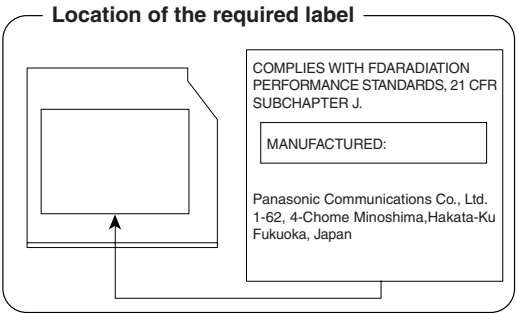 Location of the required label
COMPLIES WITH FDARADIATION
PERFORMANCE STANDARDS, 21 CFR
SUBCHAPTER J.
MANUFACTURED:
Panasonic Communications Co., Ltd.
1-62, 4-Chome Minoshima,Hakata-Ku
Fukuoka, Japan